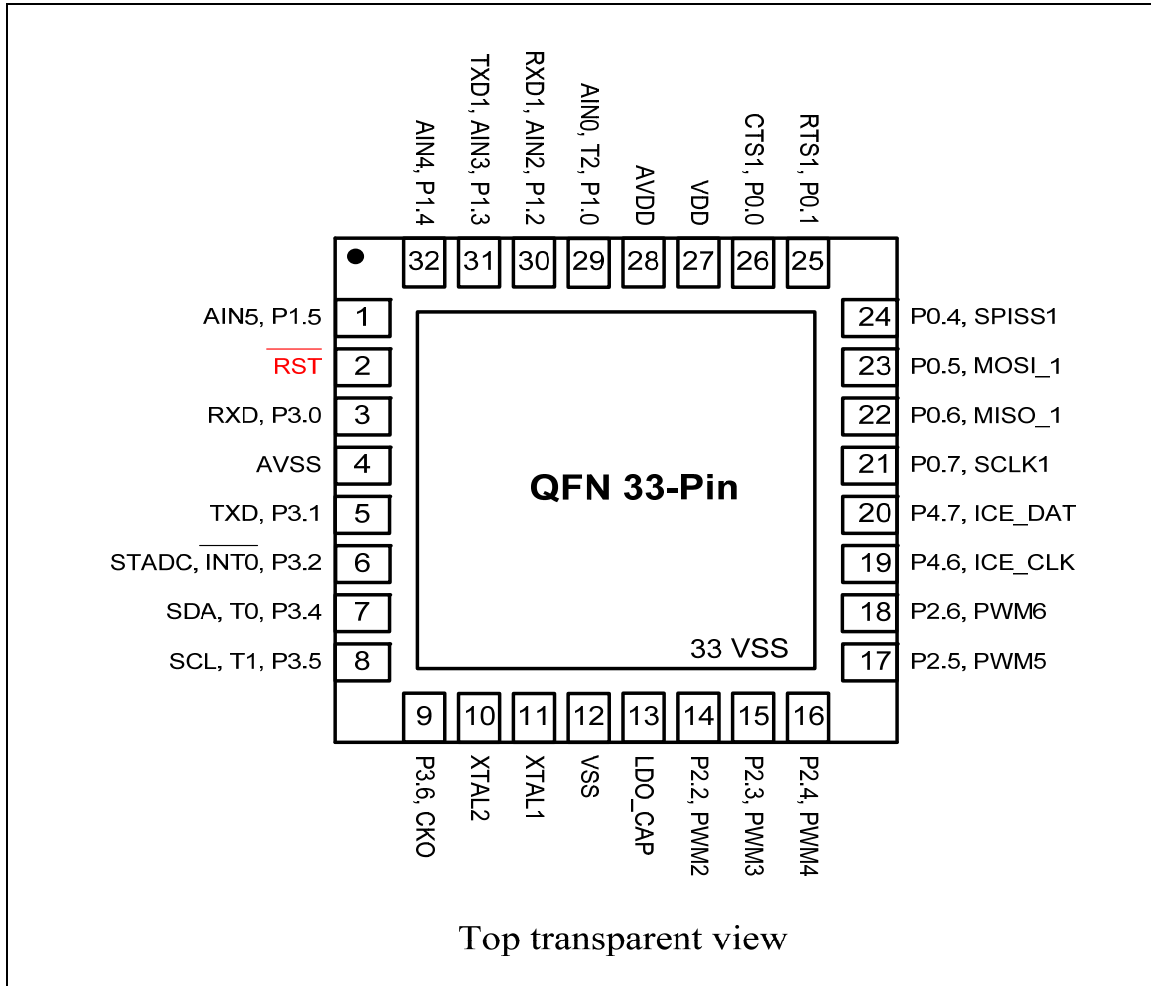 AIN4, P1.4
TXD1, AIN3, P1.3
RXD1, AIN2, P1.2
AIN0, T2, P1.0
AVDD
VDD
CTS1, P0.0
RTS1, P0.1
32
31
30
29
28
27
26
25
AIN5, P1.5
1
RST
2
RXD, P3.0
3
AVSS
4
TXD, P3.1
5
STADC, INT0, P3.2
6
SDA, T0, P3.4
7
SCL, T1, P3.5
8
QFN 33-Pin
33 VSS
24
P0.4, SPISS1
23
P0.5, MOSI_1
22
P0.6, MISO_1
21
P0.7, SCLK1
20
P4.7, ICE_DAT
19
P4.6, ICE_CLK
18
P2.6, PWM6
17
P2.5, PWM5
9
10
11
12
13
14
15
16
P3.6, CKO
XTAL2
XTAL1
VSS
LDO_CAP
P2.2, PWM2
P2.3, PWM3
P2.4, PWM4
Top transparent view